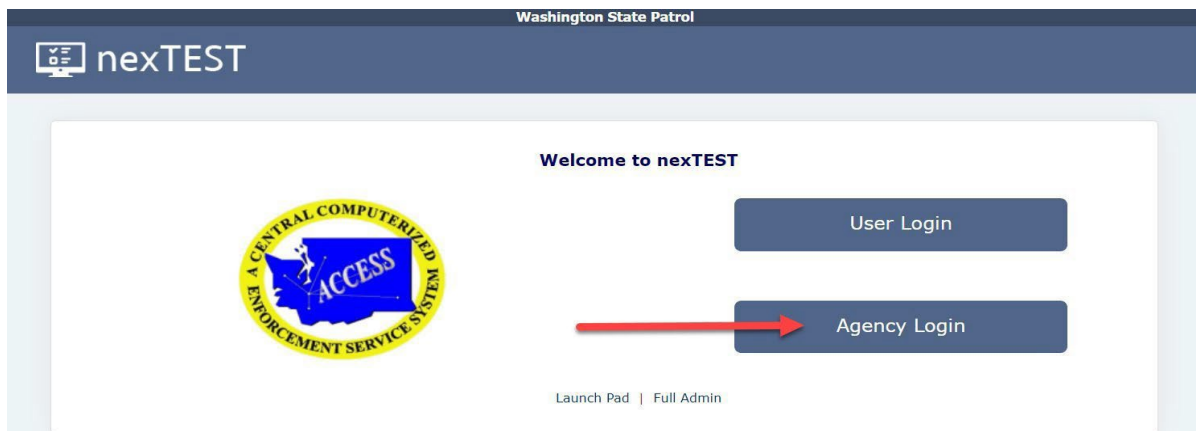 Washington State Patrol
nexTEST
Welcome to nexTEST
A CENTRAL COMPUTERIZED
ENFORCEMENT SERVICE SYSTEM
ACCESS
User Login
Agency Login
Launch Pad | Full Admin